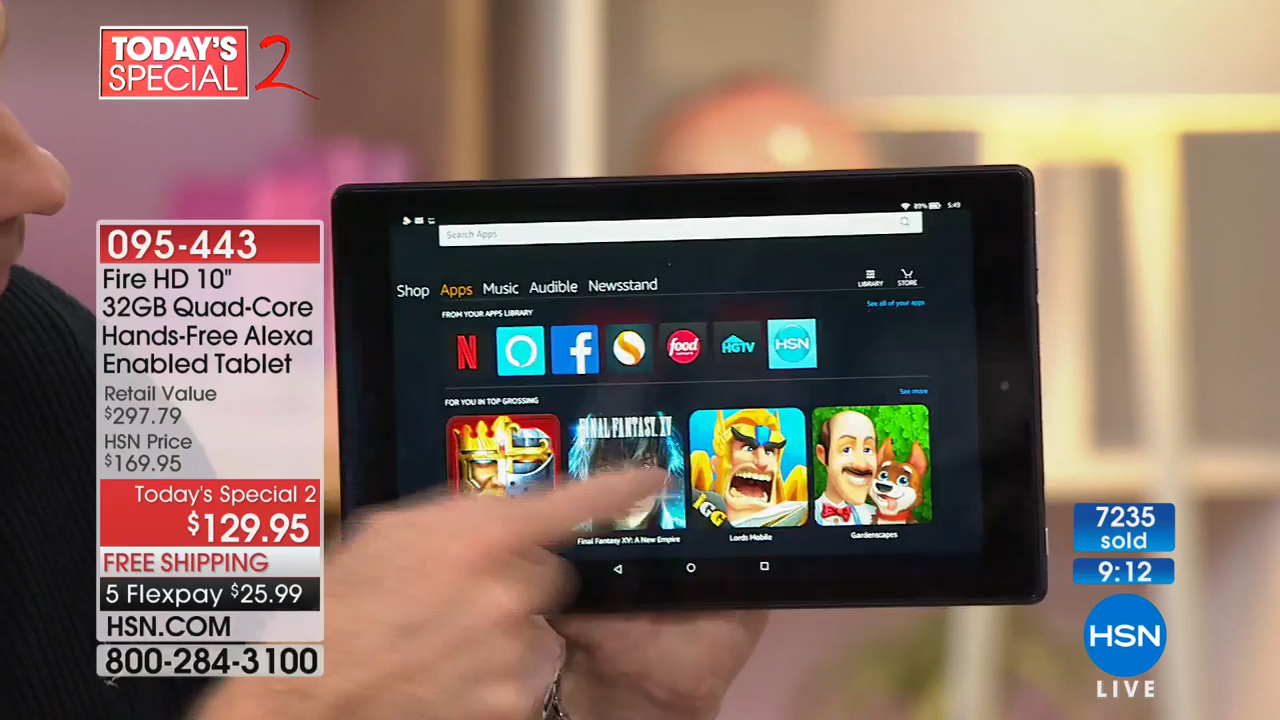 TODAY'S
SPECIAL 2
095-443
Fire HD 10"
32GB Quad-Core
Hands-Free Alexa
Enabled Tablet
Retail Value
$297.79
HSN Price
$169.95
Today's Special 2
$129.95
FREE SHIPPING
5 Flexpay $25.99
HSN.COM
800-284-3100
89% 5:49
Search Apps
Shop Apps Music Audible Newsstand
LIBRARY STORE
See all of your apps
FROM YOUR APPS LIBRARY
N f food HGTV HSN
See more
FOR YOU IN TOP GROSSING
FINAL FANTASY XV
IGG
Final Fantasy XV: A New Empire
Lords Mobile
Gardenscapes
7235
sold
9:12
HSN
LIVE